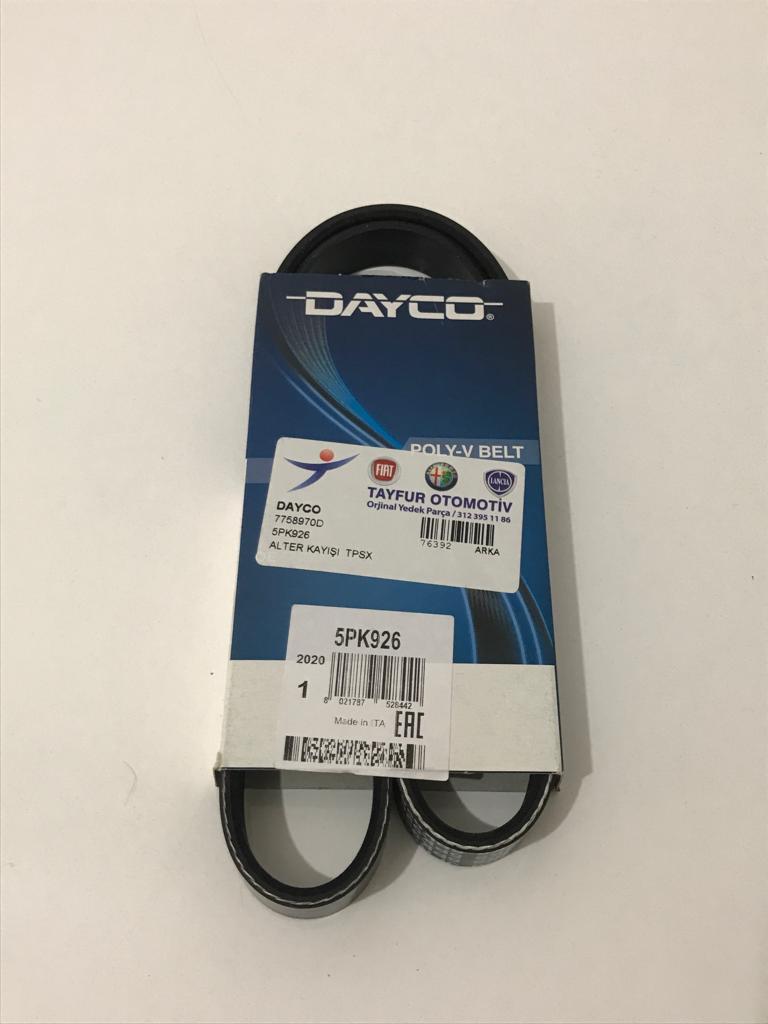 DAYCO®
POLY-V BELT
FIAT
LANCIA
TAYFUR OTOMOTİV
Orjinal Yedek Parça / 312 395 11 86
DAYCO
7758970D
5PK926
ALTER KAYIŞI TPSX
76392 ARKA
5PK926
2020
1
8 021787 528442
Made in ITA
EAC